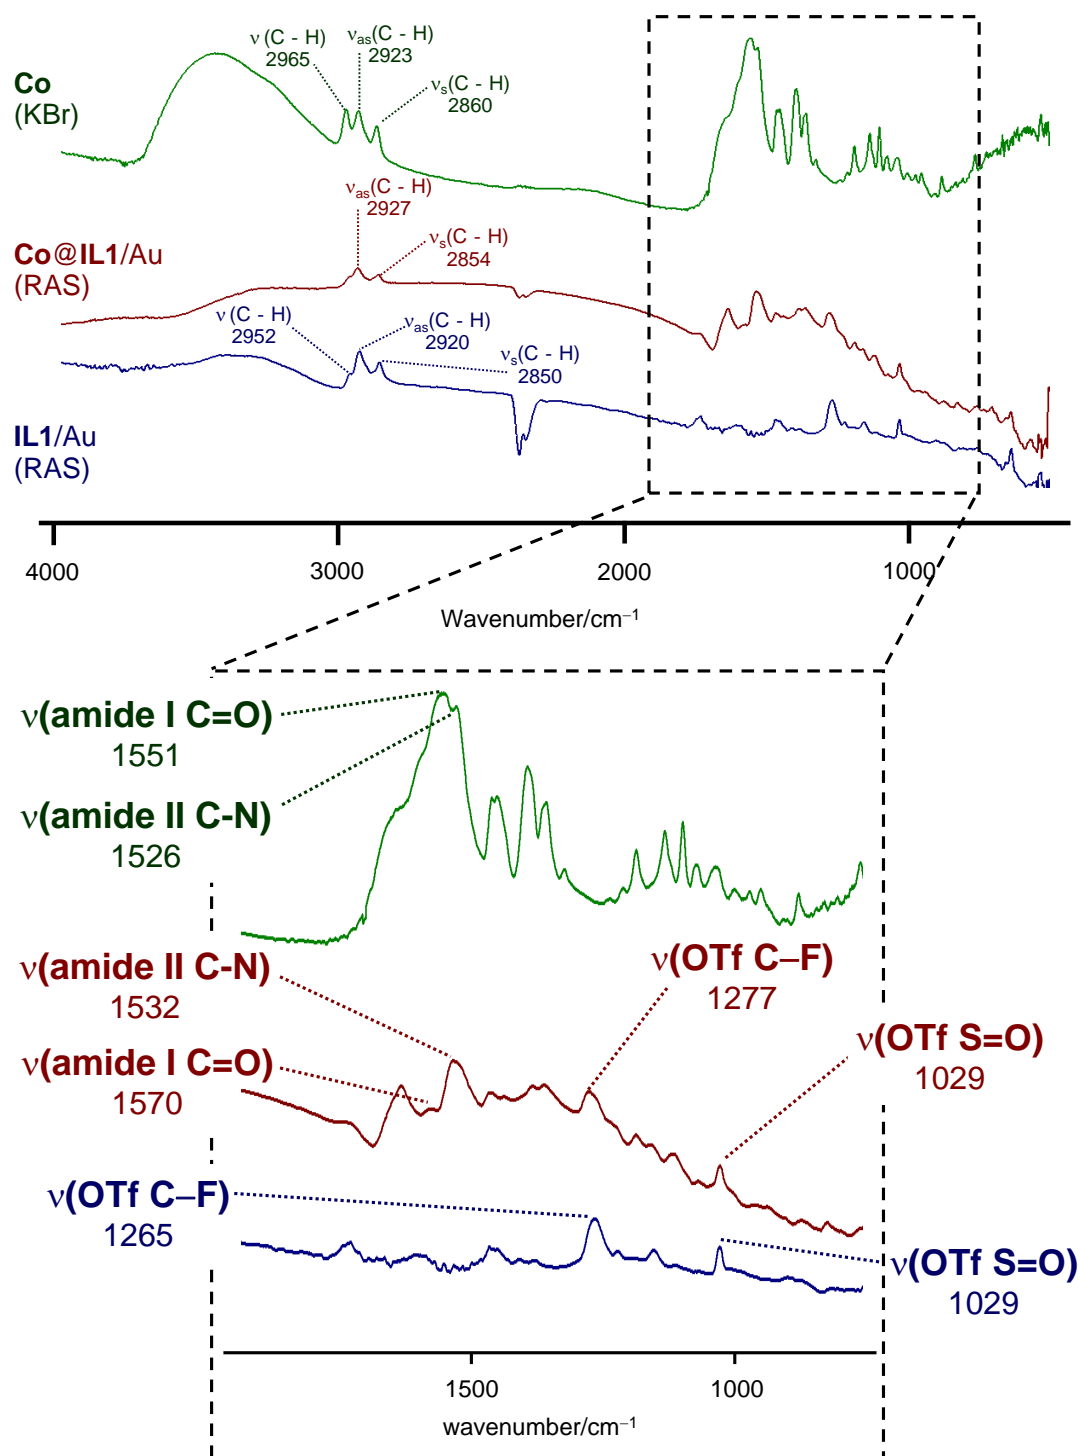 ν (C - H)
2965
νas(C - H)
2923
νs(C - H)
2860
Co
(KBr)
νas(C - H)
2927
νs(C - H)
2854
Co@IL1/Au
(RAS)
ν (C - H)
2952
νas(C - H)
2920
νs(C - H)
2850
IL1/Au
(RAS)
4000
3000
2000
1000
Wavenumber/cm⁻¹
ν(amide I C=O)
1551
ν(amide II C-N)
1526
ν(amide II C-N)
1532
ν(OTf C–F)
1277
ν(amide I C=O)
1570
ν(OTf S=O)
1029
ν(OTf C–F)
1265
ν(OTf S=O)
1029
1500
1000
wavenumber/cm⁻¹